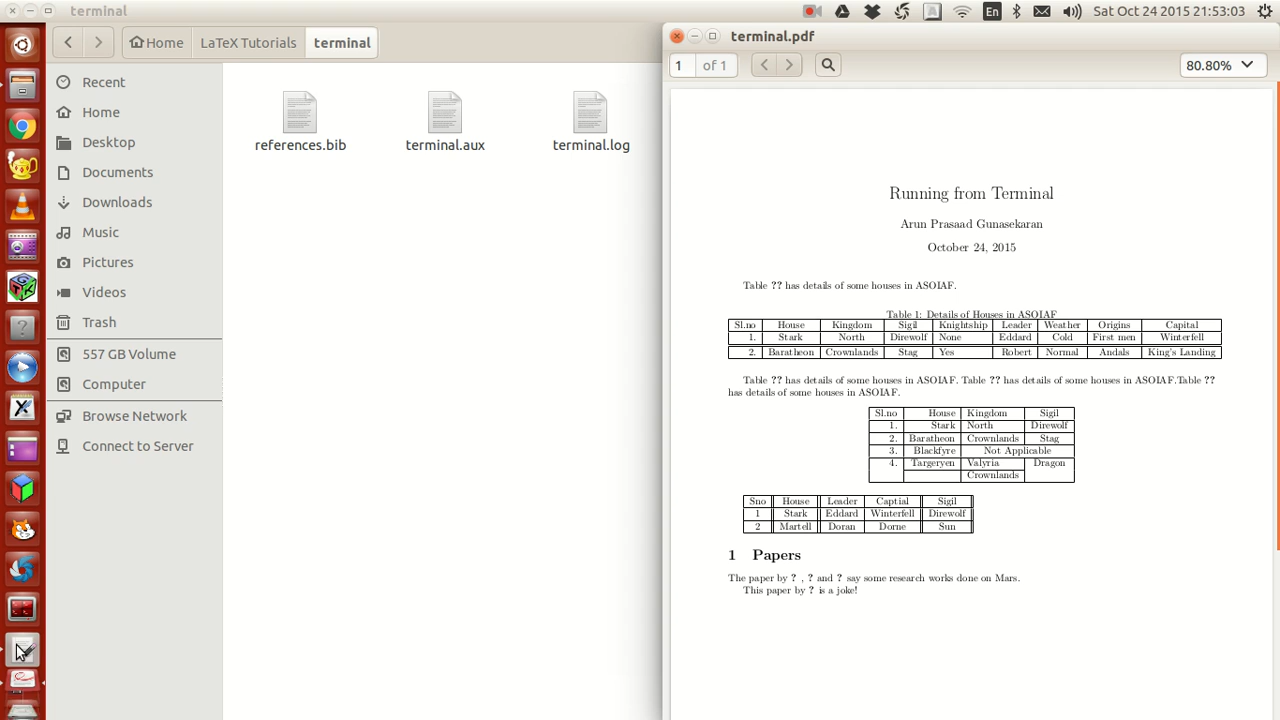 terminal
En
Sat Oct 24 2015 21:53:03
Home
LaTeX Tutorials
terminal
Recent
Home
Desktop
Documents
Downloads
Music
Pictures
Videos
Trash
557 GB Volume
Computer
Browse Network
Connect to Server
references.bib
terminal.aux
terminal.log
terminal.pdf
1 of 1
80.80%
Running from Terminal
Arun Prasaad Gunasekaran
October 24, 2015
Table ?? has details of some houses in ASOIAF.
Table 1: Details of Houses in ASOIAF
Sl.no House Kingdom Sigil Knightship Leader Weather Origins Capital
1. Stark North Direwolf None Eddard Cold First men Winterfell
2. Baratheon Crownlands Stag Yes Robert Normal Andals King's Landing
Table ?? has details of some houses in ASOIAF. Table ?? has details of some houses in ASOIAF.Table ??
has details of some houses in ASOIAF.
Sl.no House Kingdom Sigil
1. Stark North Direwolf
2. Baratheon Crownlands Stag
3. Blackfyre Not Applicable
4. Targeryen Valyria Dragon
Crownlands
Sno House Leader Captial Sigil
1 Stark Eddard Winterfell Direwolf
2 Martell Doran Dorne Sun
1 Papers
The paper by ? , ? and ? say some research works done on Mars.
This paper by ? is a joke!